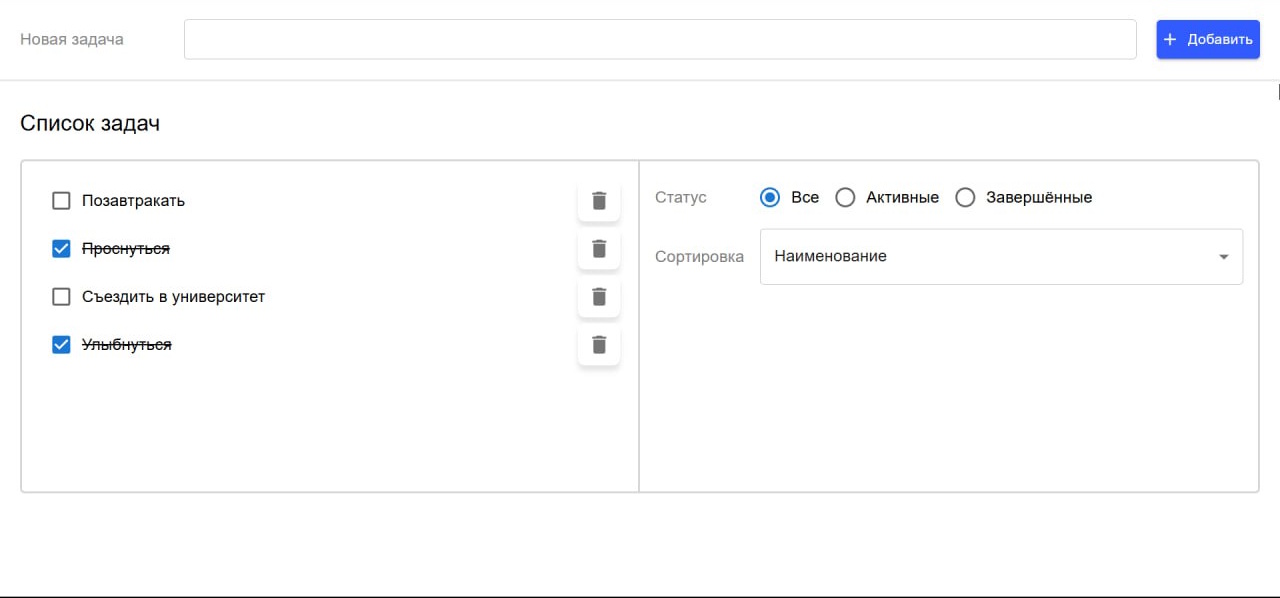 Новая задача
+ Добавить
Список задач
Позавтракать
Проснуться
Съездить в университет
Улыбнуться
Статус Все Активные Завершённые
Сортировка Наименование